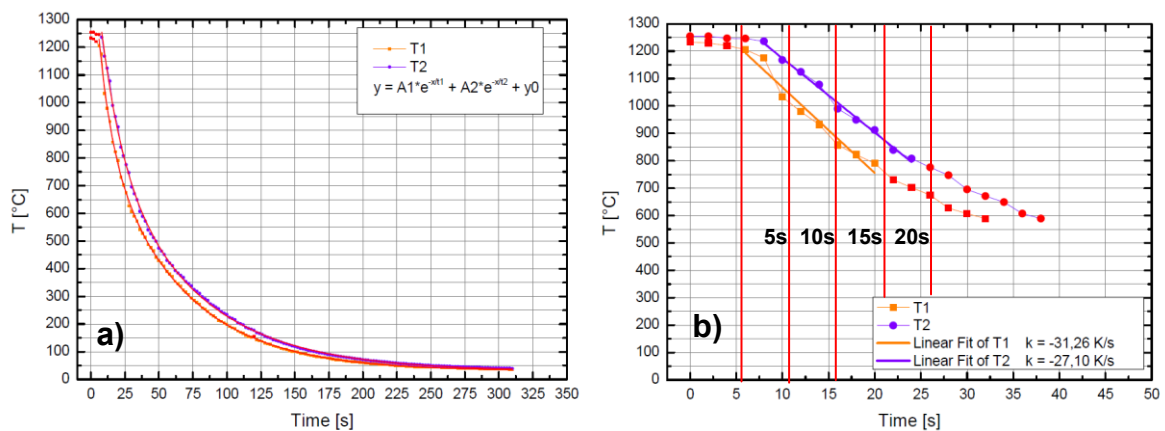 1300
1250
1200
1100
1000
900
800
700
600
500
400
300
200
100
0
T [°C]
T1
T2
y = A1*e^-x/t1 + A2*e^-x/t2 + y0
a)
0 25 50 75 100 125 150 175 200 225 250 275 300 325 350
Time [s]
1300
1250
1200
1100
1000
900
800
700
600
500
400
300
200
100
0
T [°C]
5s 10s 15s 20s
b)
T1
T2
Linear Fit of T1 k = -31,26 K/s
Linear Fit of T2 k = -27,10 K/s
0 5 10 15 20 25 30 35 40 45 50
Time [s]